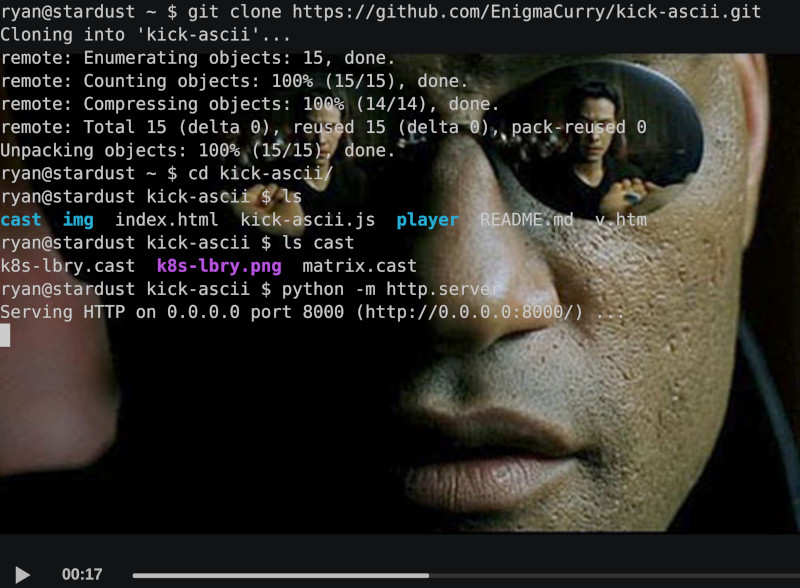 ryan@stardust ~ $ git clone https://github.com/EnigmaCurry/kick-ascii.git
Cloning into 'kick-ascii'...
remote: Enumerating objects: 15, done.
remote: Counting objects: 100% (15/15), done.
remote: Compressing objects: 100% (14/14), done.
remote: Total 15 (delta 0), reused 15 (delta 0), pack-reused 0
Unpacking objects: 100% (15/15), done.
ryan@stardust ~ $ cd kick-ascii/
ryan@stardust kick-ascii $ ls
cast  img  index.html  kick-ascii.js  player  README.md  v.htm
ryan@stardust kick-ascii $ ls cast
k8s-lbry.cast  k8s-lbry.png  matrix.cast
ryan@stardust kick-ascii $ python -m http.server
Serving HTTP on 0.0.0.0 port 8000 (http://0.0.0.0:8000/) ...
00:17